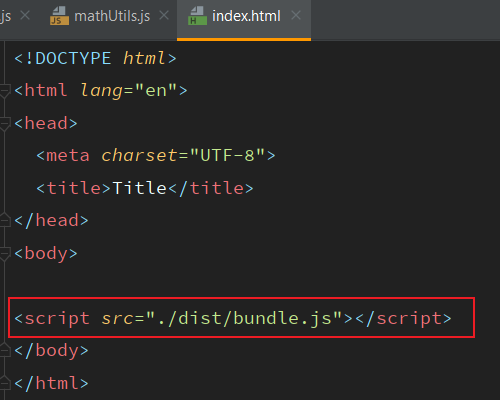 js mathUtils.js index.html
<!DOCTYPE html>
<html lang="en">
<head>
<meta charset="UTF-8">
<title>Title</title>
</head>
<body>
<script src="./dist/bundle.js"></script>
</body>
</html>